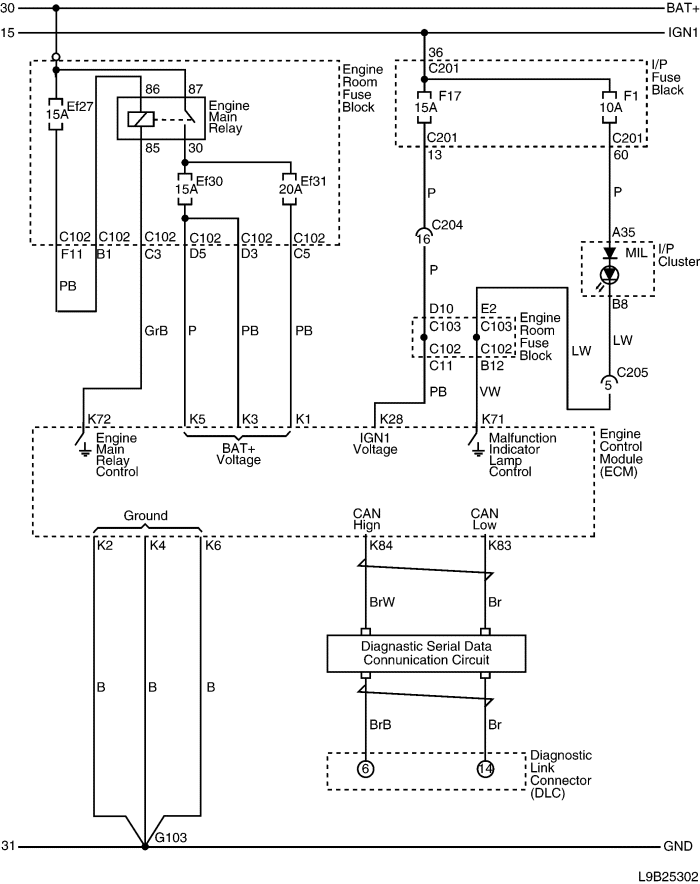 30 BAT+
15 IGN1
36
C201
I/P
Fuse
Black
Engine
Room
Fuse
Block
86 87
Engine
Main
Relay
Ef27
15A
F17
15A
F1
10A
85 30
C201 C201
13 60
Ef30
15A
Ef31
20A
P P
C204
16
A35
C102 C102 C102 C102 C102 C102
F11 B1 C3 D5 D3 C5
MIL
I/P
Cluster
P
PB
B8
D10 E2
C103 C103
Engine
Room
Fuse
Block
GrB P PB PB
LW LW
C102 C102
C11 B12
C205
5
PB VW
K72 K5 K3 K1 K28 K71
Engine
Main
Relay
Control
BAT+
Voltage
IGN1
Voltage
Malfunction
Indicator
Lamp
Control
Engine
Control
Module
(ECM)
Ground
CAN
Hign
CAN
Low
K2 K4 K6 K84 K83
BrW Br
Diagnastic Serial Data
Connunication Circuit
B B B
BrB Br
6 14
Diagnostic
Link
Connector
(DLC)
G103
31 GND
L9B25302